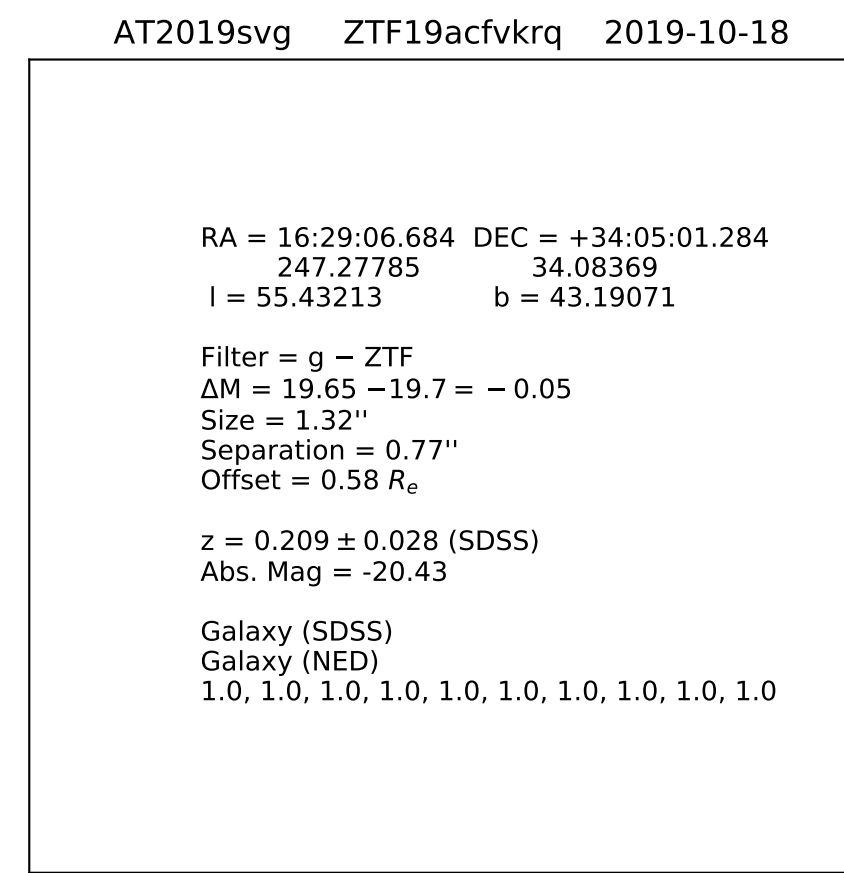 AT2019svg ZTF19acfvkrq 2019-10-18
RA = 16:29:06.684 DEC = +34:05:01.284
247.27785 34.08369
l = 55.43213 b = 43.19071
Filter = g − ZTF
ΔM = 19.65 −19.7 = − 0.05
Size = 1.32''
Separation = 0.77''
Offset = 0.58 Rₑ
z = 0.209 ± 0.028 (SDSS)
Abs. Mag = -20.43
Galaxy (SDSS)
Galaxy (NED)
1.0, 1.0, 1.0, 1.0, 1.0, 1.0, 1.0, 1.0, 1.0, 1.0